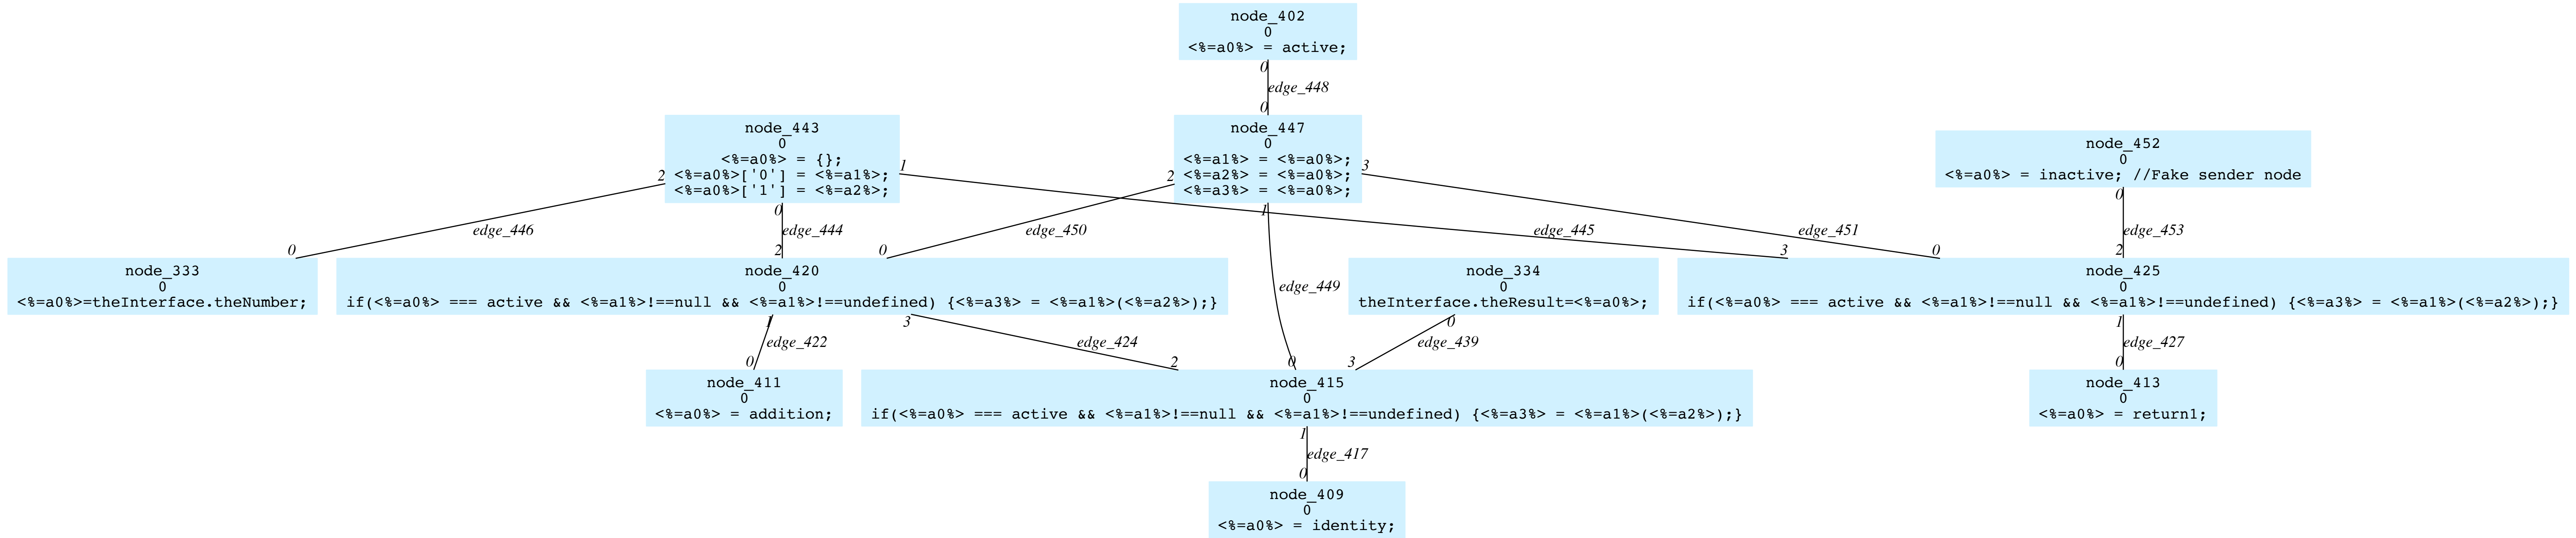 node_402
0
<%=a0%> = active;
0
edge_448
0
node_443
0
<%=a0%> = {};
<%=a0%>['0'] = <%=a1%>;
<%=a0%>['1'] = <%=a2%>;
2
1
0
node_447
0
<%=a1%> = <%=a0%>;
<%=a2%> = <%=a0%>;
<%=a3%> = <%=a0%>;
2
3
1
node_452
0
<%=a0%> = inactive; //Fake sender node
0
edge_446
edge_444
edge_450
edge_445
edge_451
edge_453
0
2
0
3
0
2
node_333
0
<%=a0%>=theInterface.theNumber;
node_420
0
if(<%=a0%> === active && <%=a1%>!==null && <%=a1%>!==undefined) {<%=a3%> = <%=a1%>(<%=a2%>);}
1
3
edge_449
node_334
0
theInterface.theResult=<%=a0%>;
0
node_425
0
if(<%=a0%> === active && <%=a1%>!==null && <%=a1%>!==undefined) {<%=a3%> = <%=a1%>(<%=a2%>);}
1
edge_422
edge_424
edge_439
edge_427
0
2
0
3
0
node_411
0
<%=a0%> = addition;
node_415
0
if(<%=a0%> === active && <%=a1%>!==null && <%=a1%>!==undefined) {<%=a3%> = <%=a1%>(<%=a2%>);}
1
node_413
0
<%=a0%> = return1;
edge_417
0
node_409
0
<%=a0%> = identity;